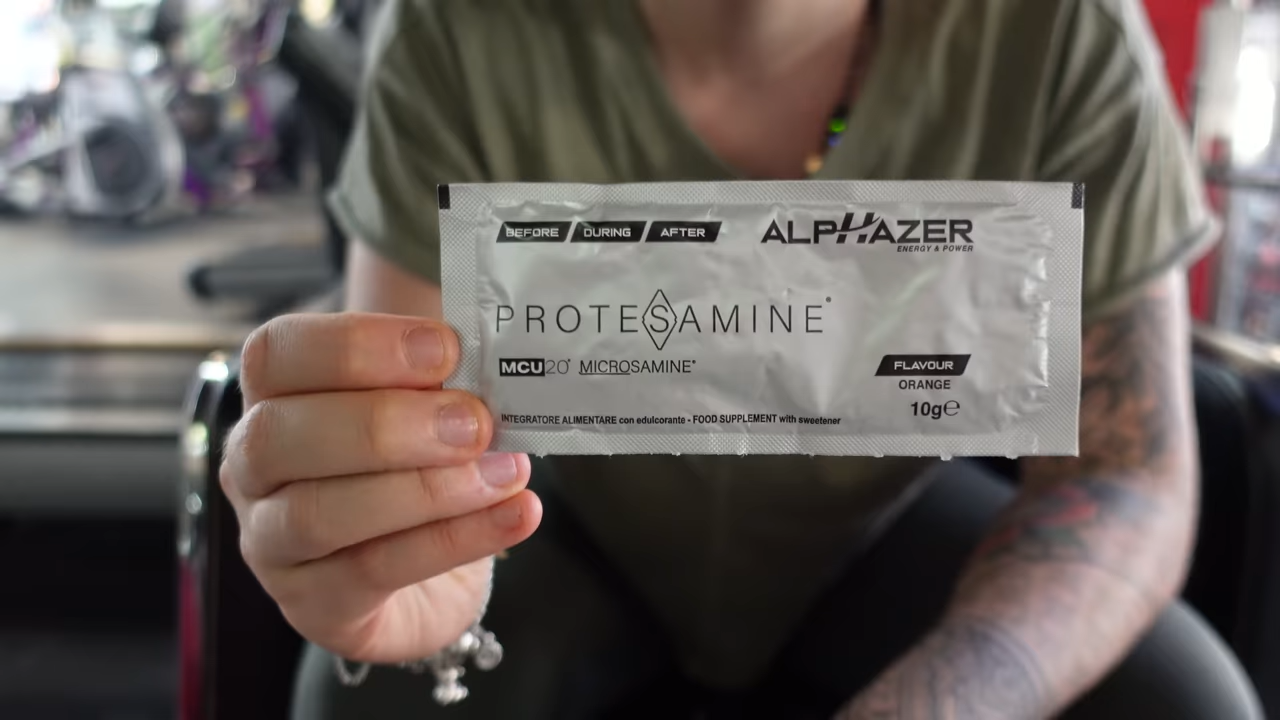 BEFORE DURING AFTER
ALPHAZER
ENERGY & POWER
PROTESAMINE®
MCU20® MICROSAMINE®
FLAVOUR
ORANGE
10g℮
INTEGRATORE ALIMENTARE con edulcorante - FOOD SUPPLEMENT with sweetener